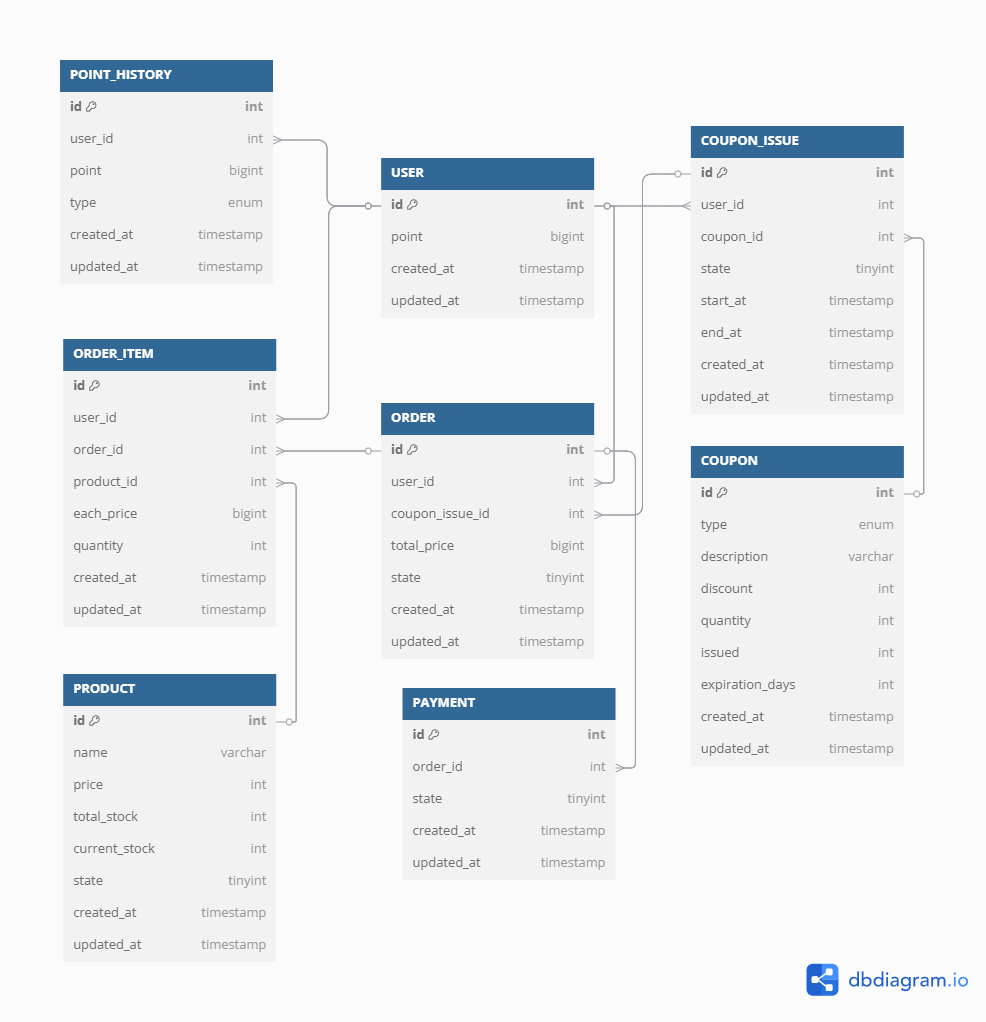 POINT_HISTORY
id int
user_id int
point bigint
type enum
created_at timestamp
updated_at timestamp
USER
id int
point bigint
created_at timestamp
updated_at timestamp
COUPON_ISSUE
id int
user_id int
coupon_id int
state tinyint
start_at timestamp
end_at timestamp
created_at timestamp
updated_at timestamp
ORDER_ITEM
id int
user_id int
order_id int
product_id int
each_price bigint
quantity int
created_at timestamp
updated_at timestamp
ORDER
id int
user_id int
coupon_issue_id int
total_price bigint
state tinyint
created_at timestamp
updated_at timestamp
COUPON
id int
type enum
description varchar
discount int
quantity int
issued int
expiration_days int
created_at timestamp
updated_at timestamp
PRODUCT
id int
name varchar
price int
total_stock int
current_stock int
state tinyint
created_at timestamp
updated_at timestamp
PAYMENT
id int
order_id int
state tinyint
created_at timestamp
updated_at timestamp
dbdiagram.io